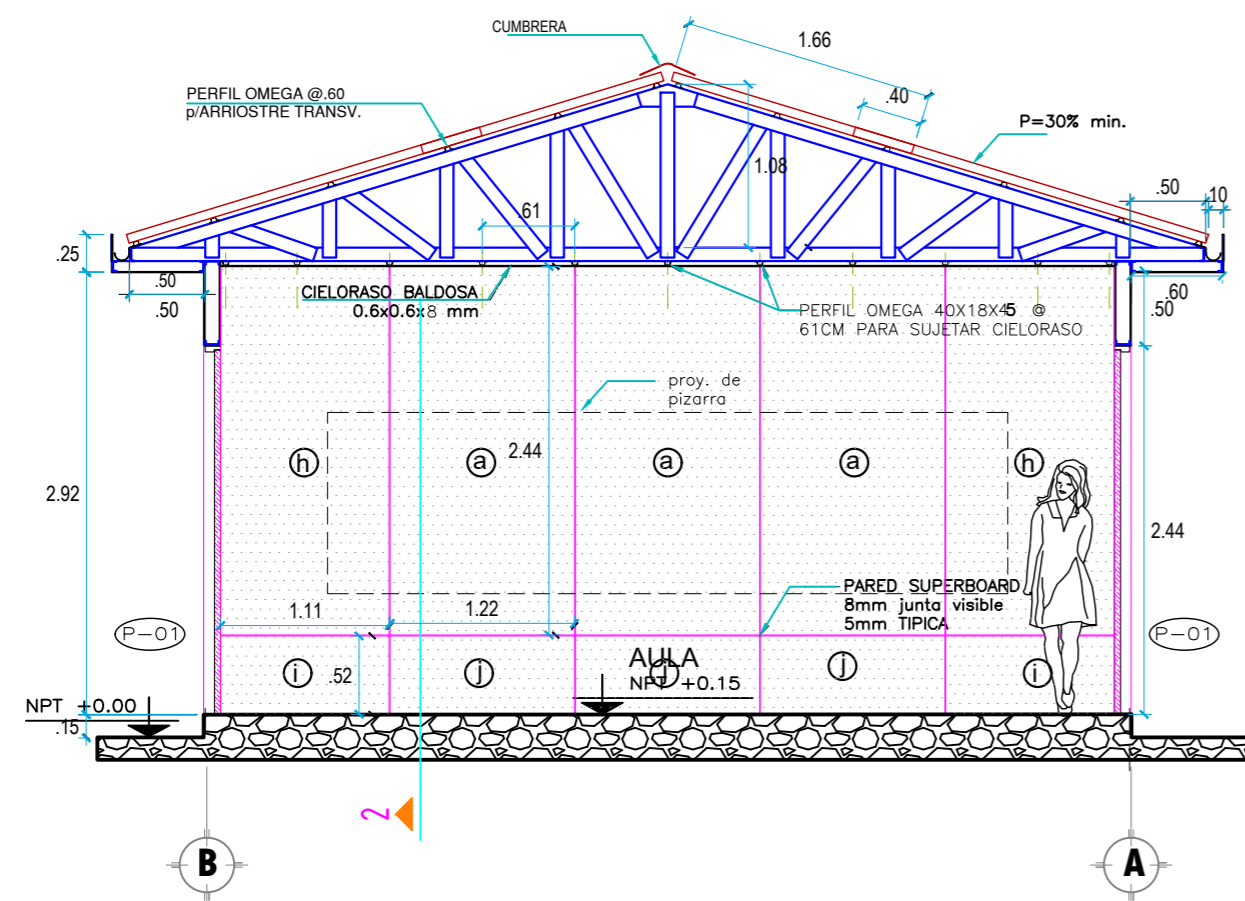 CUMBRERA
1.66
PERFIL OMEGA @.60
p/ARRIOSTRE TRANSV.
.40
P=30% min.
1.08
.50
.10
.61
.25
.50
.50
CIELORASO BALDOSA
0.6x0.6x8 mm
PERFIL OMEGA 40X18X45 @
61CM PARA SUJETAR CIELORASO
.60
.50
proy. de
pizarra
h
a
2.44
a
a
h
2.92
2.44
PARED SUPERBOARD
8mm junta visible
5mm TIPICA
1.11
1.22
P-01
P-01
AULA
i
j
.52
j
j
i
NPT +0.15
NPT +0.00
.15
2
B
A